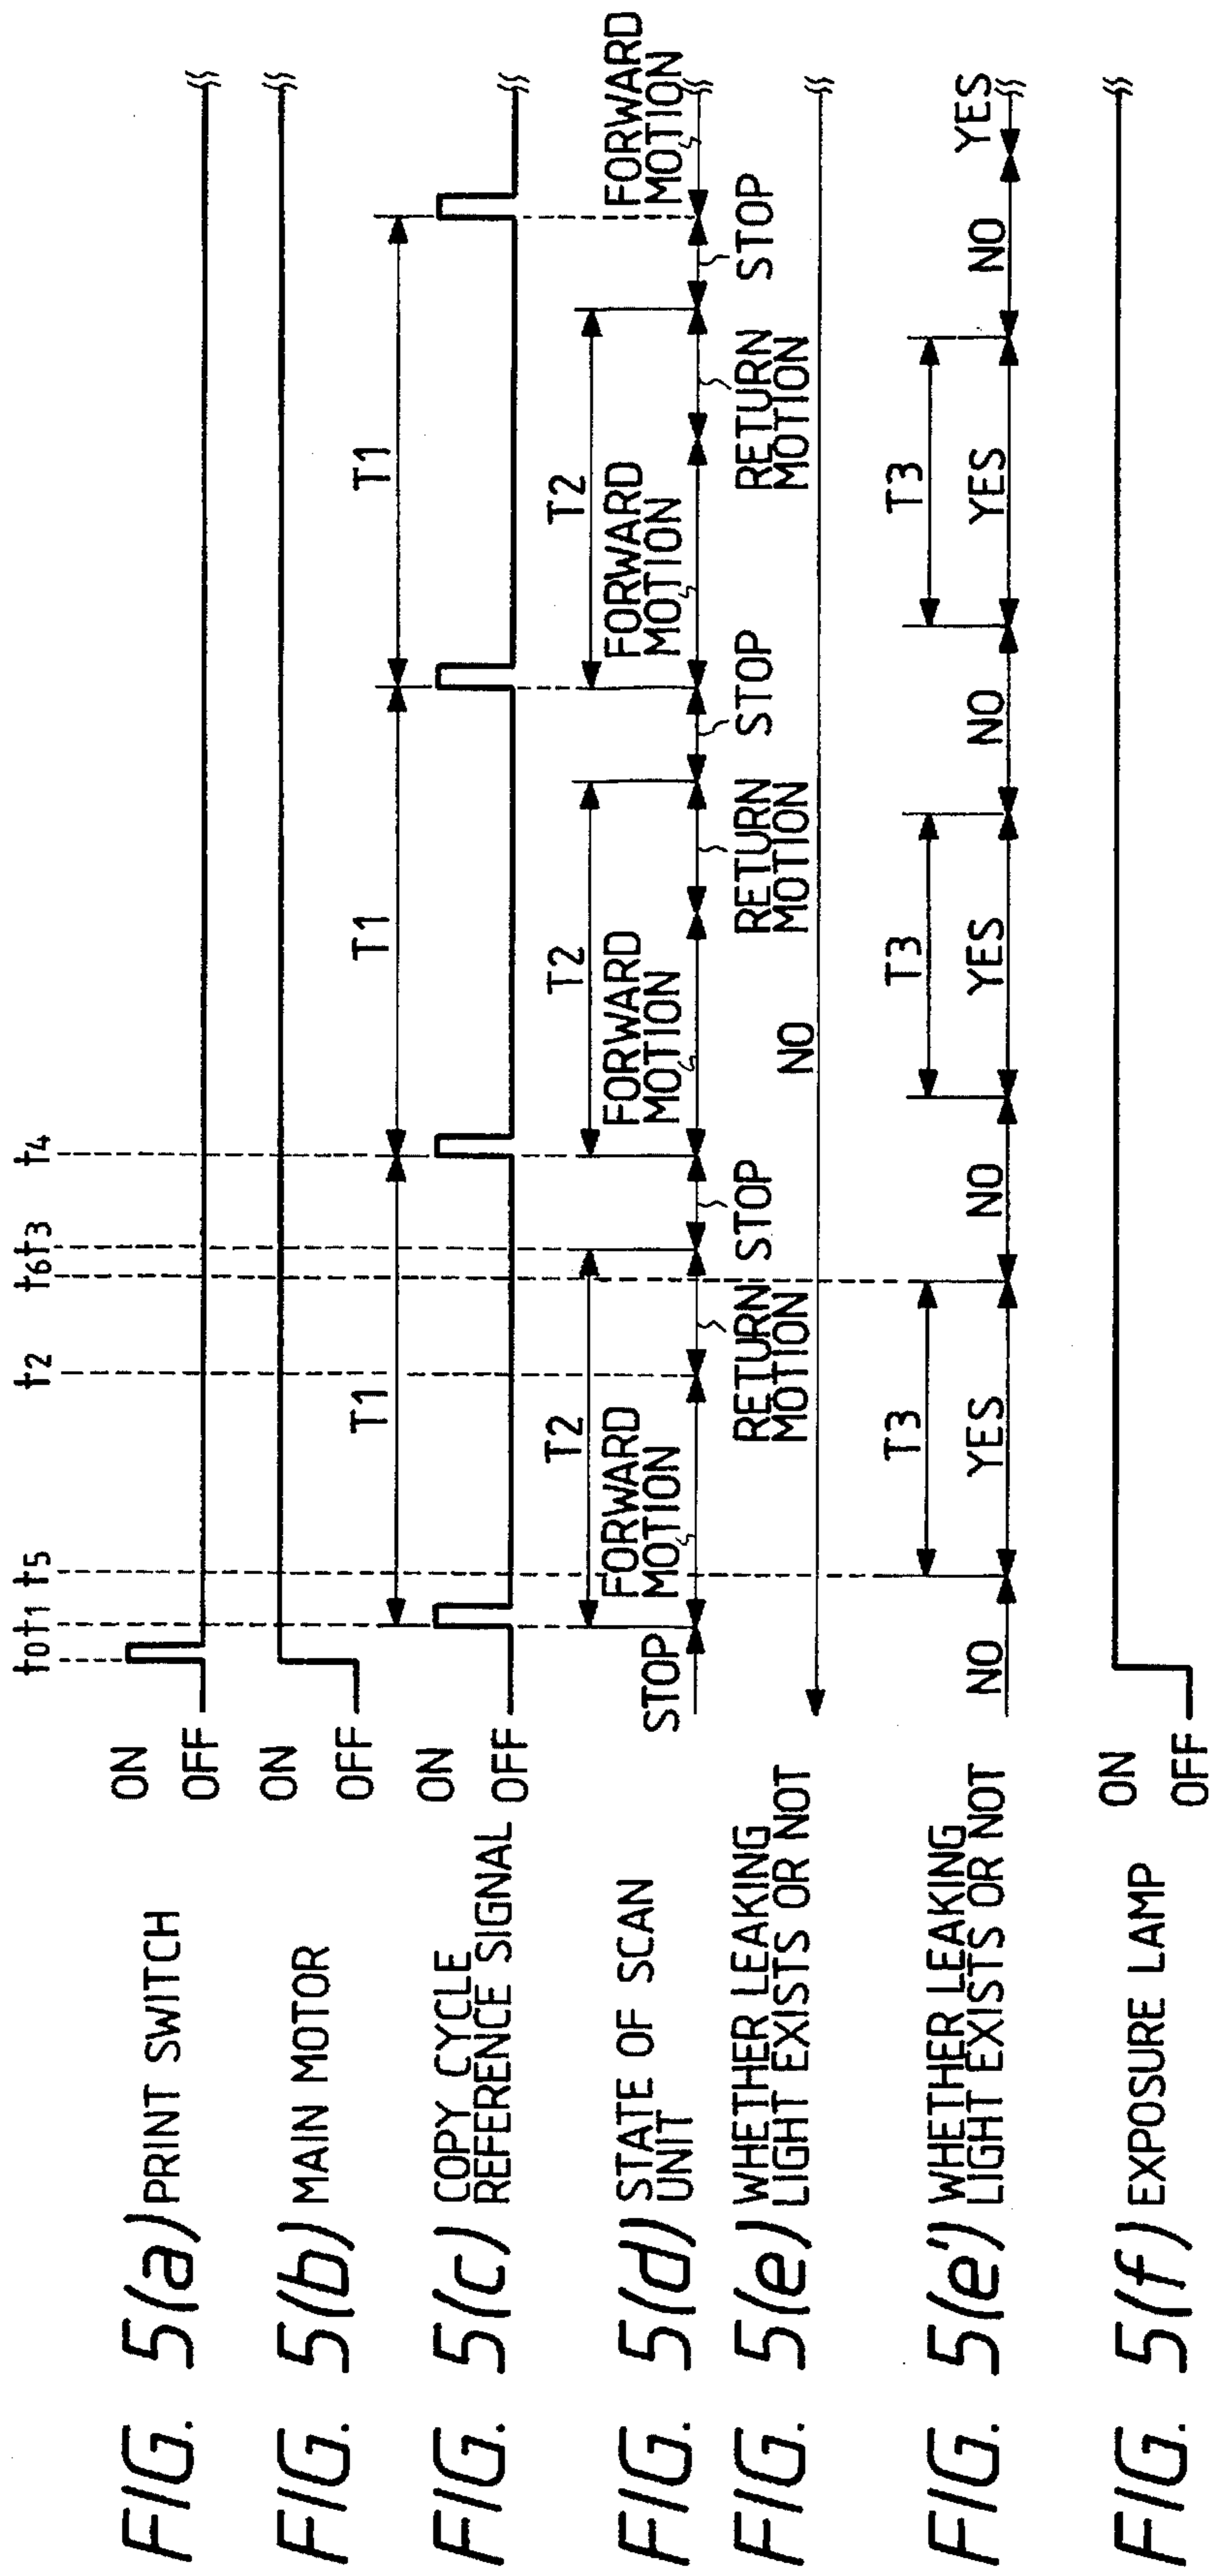 t0 t1 t5 t2 t6 t3 t4
FIG. 5(a) PRINT SWITCH
ON
OFF
FIG. 5(b) MAIN MOTOR
ON
OFF
T1 T1 T1
FIG. 5(c) COPY CYCLE
REFERENCE SIGNAL
ON
OFF
T2 T2 T2
FIG. 5(d) STATE OF SCAN
UNIT
STOP
FORWARD
MOTION
RETURN
MOTION
STOP
FORWARD
MOTION
RETURN
MOTION
STOP
FORWARD
MOTION
RETURN
MOTION
STOP
FORWARD
MOTION
FIG. 5(e) WHETHER LEAKING
LIGHT EXISTS OR NOT
NO
T3 T3 T3
FIG. 5(e') WHETHER LEAKING
LIGHT EXISTS OR NOT
NO YES NO YES NO YES NO YES
FIG. 5(f) EXPOSURE LAMP
ON
OFF